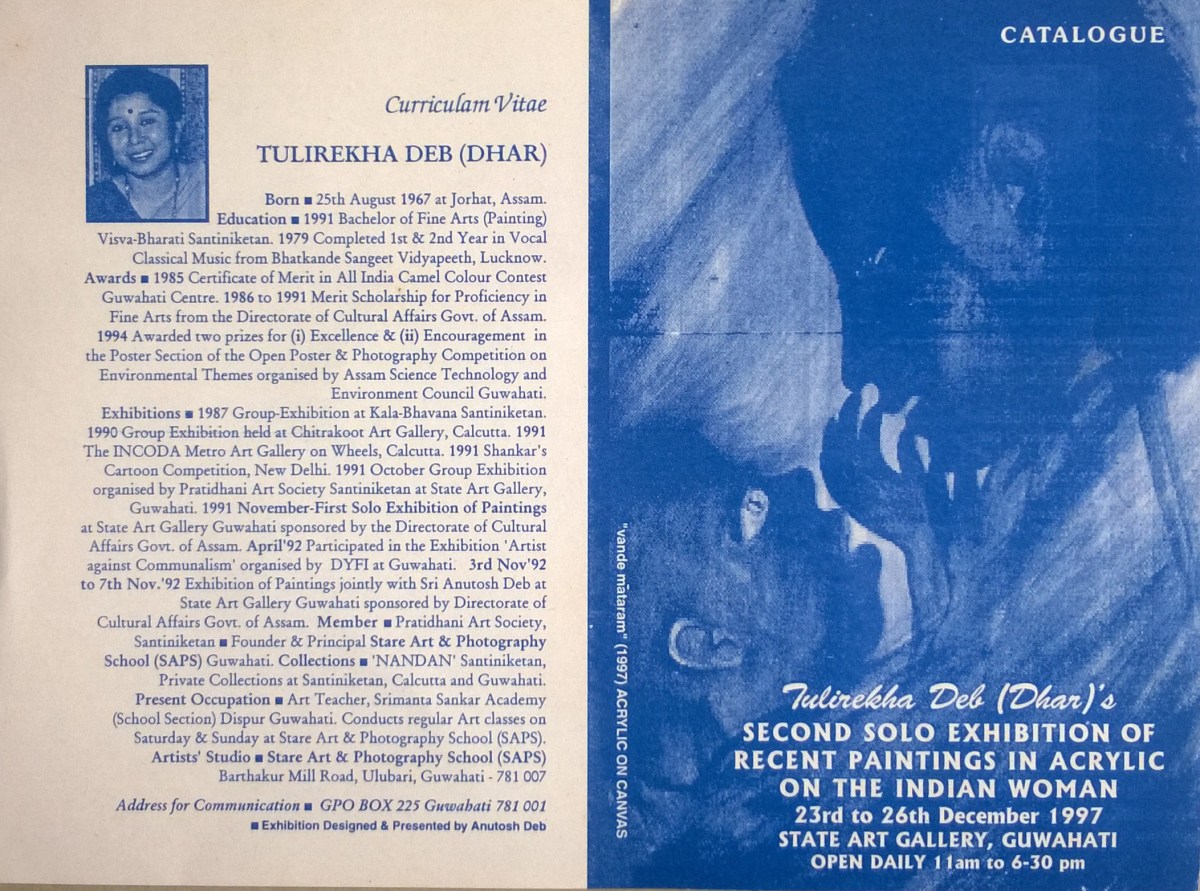 Curriculam Vitae
TULIREKHA DEB (DHAR)
Born ■ 25th August 1967 at Jorhat, Assam.
Education ■ 1991 Bachelor of Fine Arts (Painting)
Visva-Bharati Santiniketan. 1979 Completed 1st & 2nd Year in Vocal
Classical Music from Bhatkande Sangeet Vidyapeeth, Lucknow.
Awards ■ 1985 Certificate of Merit in All India Camel Colour Contest
Guwahati Centre. 1986 to 1991 Merit Scholarship for Proficiency in
Fine Arts from the Directorate of Cultural Affairs Govt. of Assam.
1994 Awarded two prizes for (i) Excellence & (ii) Encouragement in
the Poster Section of the Open Poster & Photography Competition on
Environmental Themes organised by Assam Science Technology and
Environment Council Guwahati.
Exhibitions ■ 1987 Group-Exhibition at Kala-Bhavana Santiniketan.
1990 Group Exhibition held at Chitrakoot Art Gallery, Calcutta. 1991
The INCODA Metro Art Gallery on Wheels, Calcutta. 1991 Shankar's
Cartoon Competition, New Delhi. 1991 October Group Exhibition
organised by Pratidhani Art Society Santiniketan at State Art Gallery,
Guwahati. 1991 November-First Solo Exhibition of Paintings
at State Art Gallery Guwahati sponsored by the Directorate of Cultural
Affairs Govt. of Assam. April'92 Participated in the Exhibition 'Artist
against Communalism' organised by DYFI at Guwahati. 3rd Nov'92
to 7th Nov.'92 Exhibition of Paintings jointly with Sri Anutosh Deb at
State Art Gallery Guwahati sponsored by Directorate of
Cultural Affairs Govt. of Assam. Member ■ Pratidhani Art Society,
Santiniketan ■ Founder & Principal Stare Art & Photography
School (SAPS) Guwahati. Collections ■ 'NANDAN' Santiniketan,
Private Collections at Santiniketan, Calcutta and Guwahati.
Present Occupation ■ Art Teacher, Srimanta Sankar Academy
(School Section) Dispur Guwahati. Conducts regular Art classes on
Saturday & Sunday at Stare Art & Photography School (SAPS).
Artists' Studio ■ Stare Art & Photography School (SAPS)
Barthakur Mill Road, Ulubari, Guwahati - 781 007
Address for Communication ■ GPO BOX 225 Guwahati 781 001
■ Exhibition Designed & Presented by Anutosh Deb
CATALOGUE
"vande mātaram" (1997) ACRYLIC ON CANVAS
Tulirekha Deb (Dhar)'s
SECOND SOLO EXHIBITION OF
RECENT PAINTINGS IN ACRYLIC
ON THE INDIAN WOMAN
23rd to 26th December 1997
STATE ART GALLERY, GUWAHATI
OPEN DAILY 11am to 6-30 pm